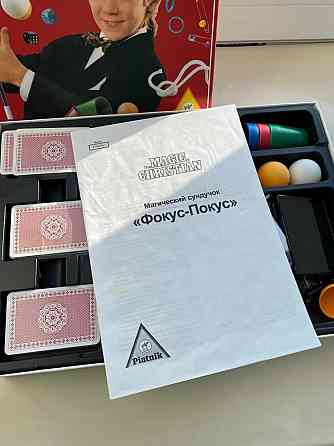 MAGIC
CHRISTIAN
Магический сундучок
«Фокус-Покус»
Piatnik